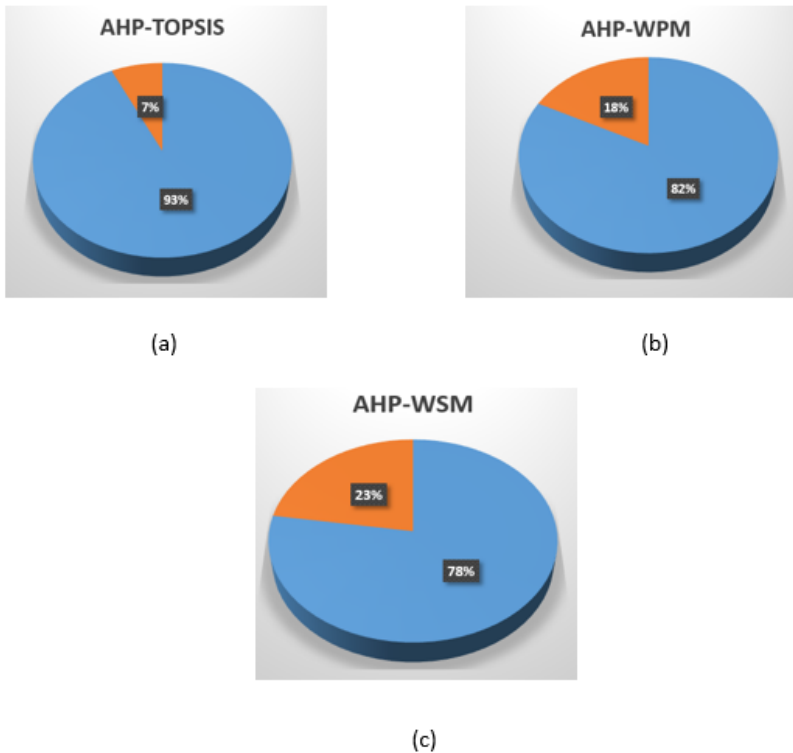 AHP-TOPSIS
7%
93%
(a)
AHP-WPM
18%
82%
(b)
AHP-WSM
23%
78%
(c)